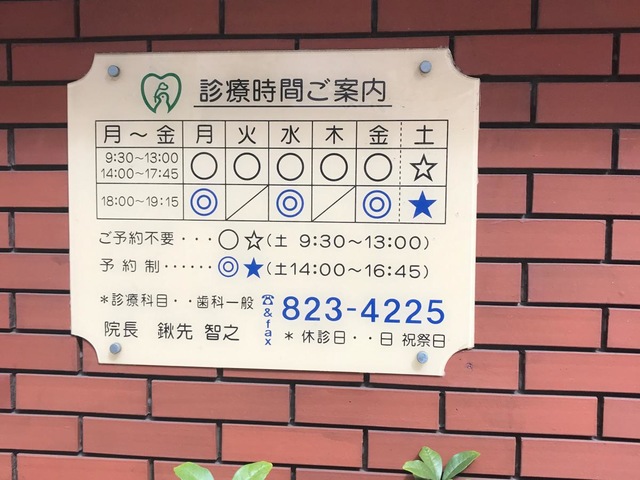 診療時間ご案内
月～金 月 火 水 木 金 土
9:30～13:00
14:00～17:45 ○ ○ ○ ○ ○ ☆
18:00～19:15 ◎ ／ ◎ ／ ◎ ★
ご予約不要・・・○☆(土 9:30～13:00)
予約制・・・・・・◎★(土14:00～16:45)
*診療科目・・歯科一般
☎&fax 823-4225
院長 鍬先 智之
*休診日・・日 祝祭日